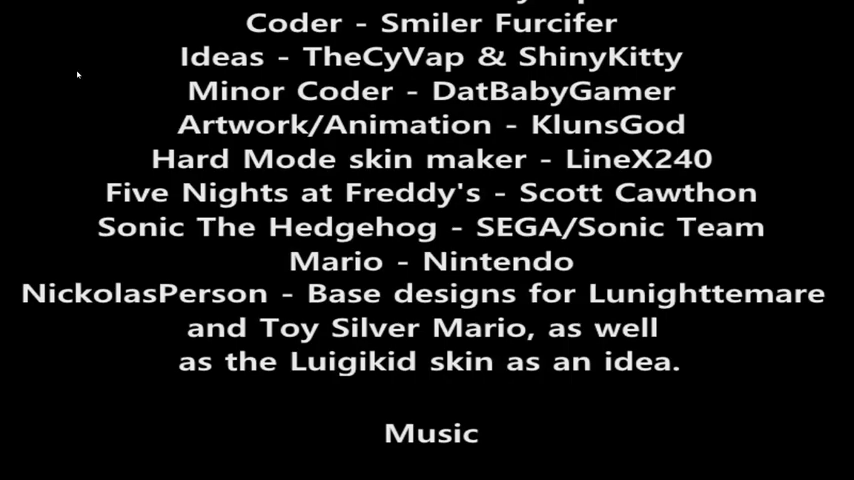 Coder - Smiler Furcifer
Ideas - TheCyVap & ShinyKitty
Minor Coder - DatBabyGamer
Artwork/Animation - KlunsGod
Hard Mode skin maker - LineX240
Five Nights at Freddy's - Scott Cawthon
Sonic The Hedgehog - SEGA/Sonic Team
Mario - Nintendo
NickolasPerson - Base designs for Lunighttemare
and Toy Silver Mario, as well
as the Luigikid skin as an idea.
Music